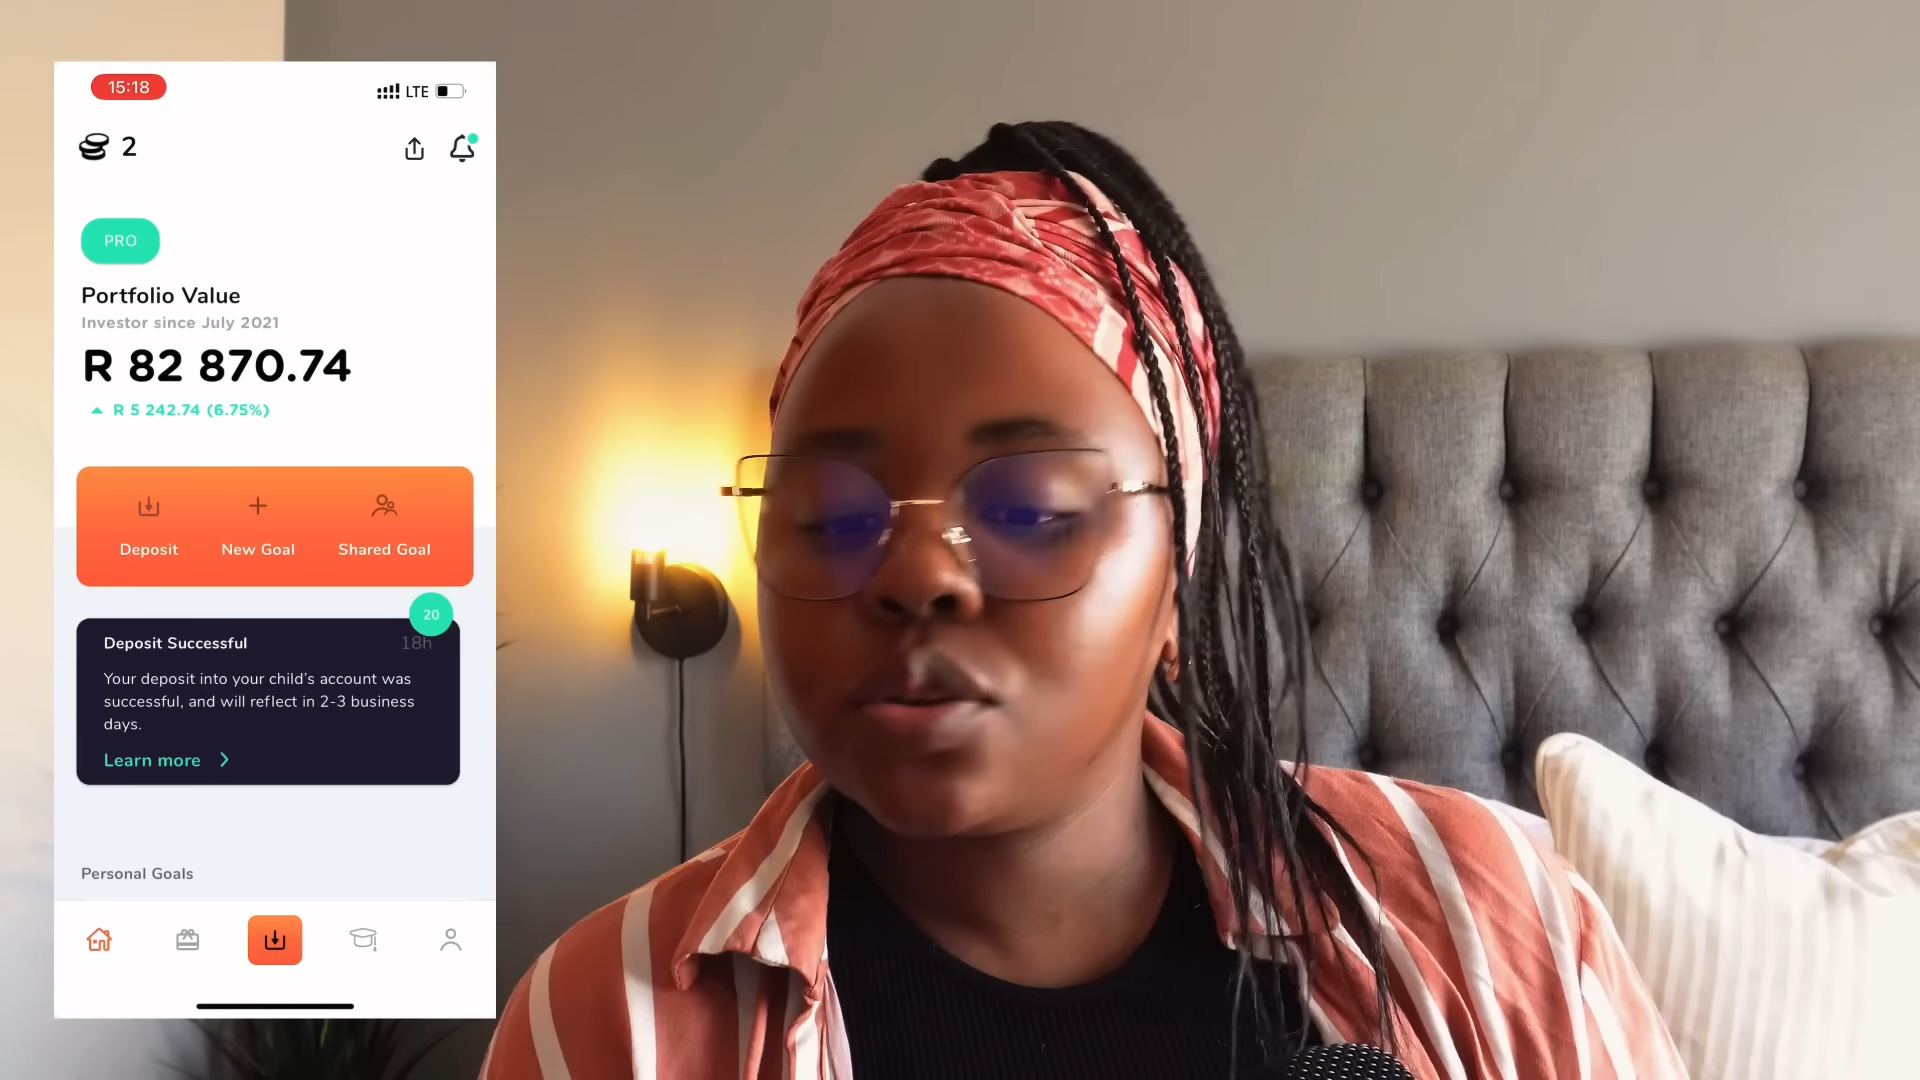 15:18
LTE
2
PRO
Portfolio Value
Investor since July 2021
R 82 870.74
R 5 242.74 (6.75%)
Deposit
New Goal
Shared Goal
20
Deposit Successful
18h
Your deposit into your child's account was
successful, and will reflect in 2-3 business
days.
Learn more
Personal Goals